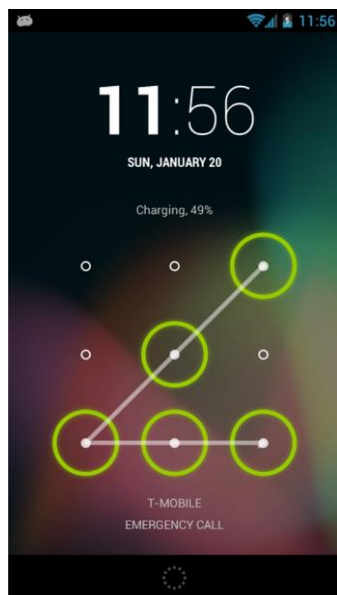 11:56
11:56
SUN, JANUARY 20
Charging, 49%
T-MOBILE
EMERGENCY CALL